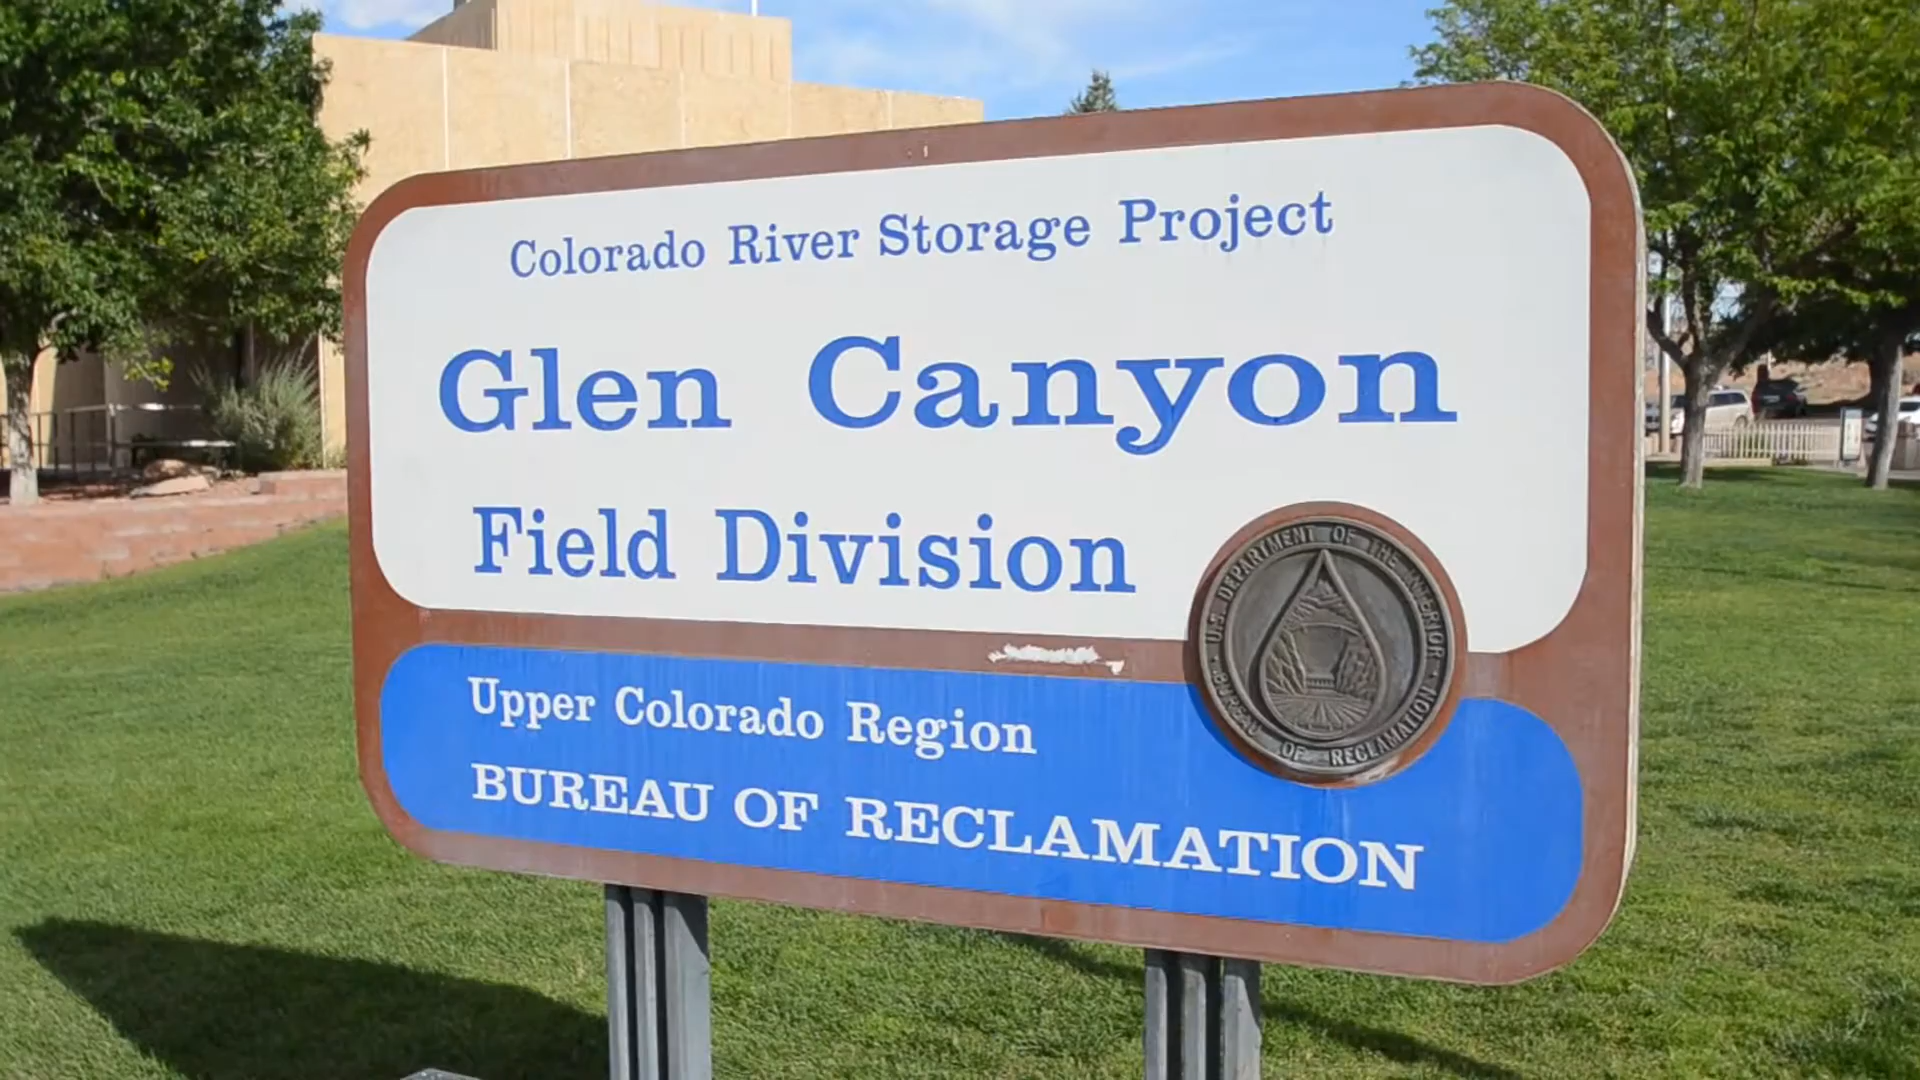 Colorado River Storage Project
Glen Canyon
Field Division
U.S. DEPARTMENT OF THE INTERIOR
BUREAU OF RECLAMATION
Upper Colorado Region
BUREAU OF RECLAMATION